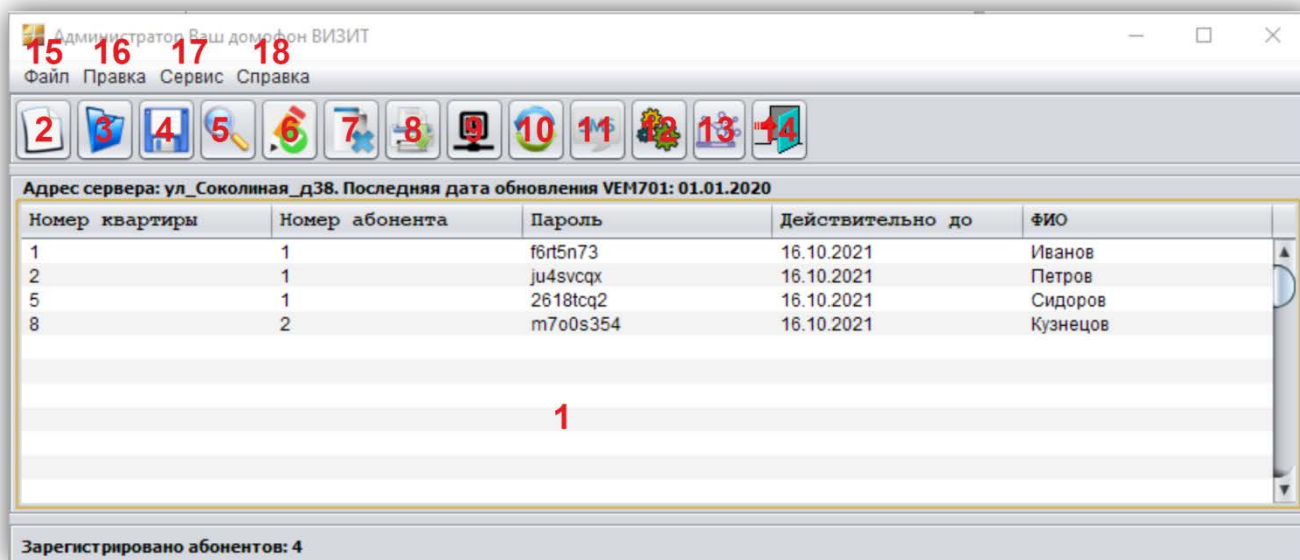 Администратор Ваш домофон ВИЗИТ
15 16 17 18
Файл Правка Сервис Справка
2 3 4 5 6 7 8 9 10 11 12 13 14
Адрес сервера: ул_Соколиная_д38. Последняя дата обновления VEM701: 01.01.2020
Номер квартиры Номер абонента Пароль Действительно до ФИО
1 1 f6rt5n73 16.10.2021 Иванов
2 1 ju4svcqx 16.10.2021 Петров
5 1 2618tcq2 16.10.2021 Сидоров
8 2 m7o0s354 16.10.2021 Кузнецов
1
Зарегистрировано абонентов: 4